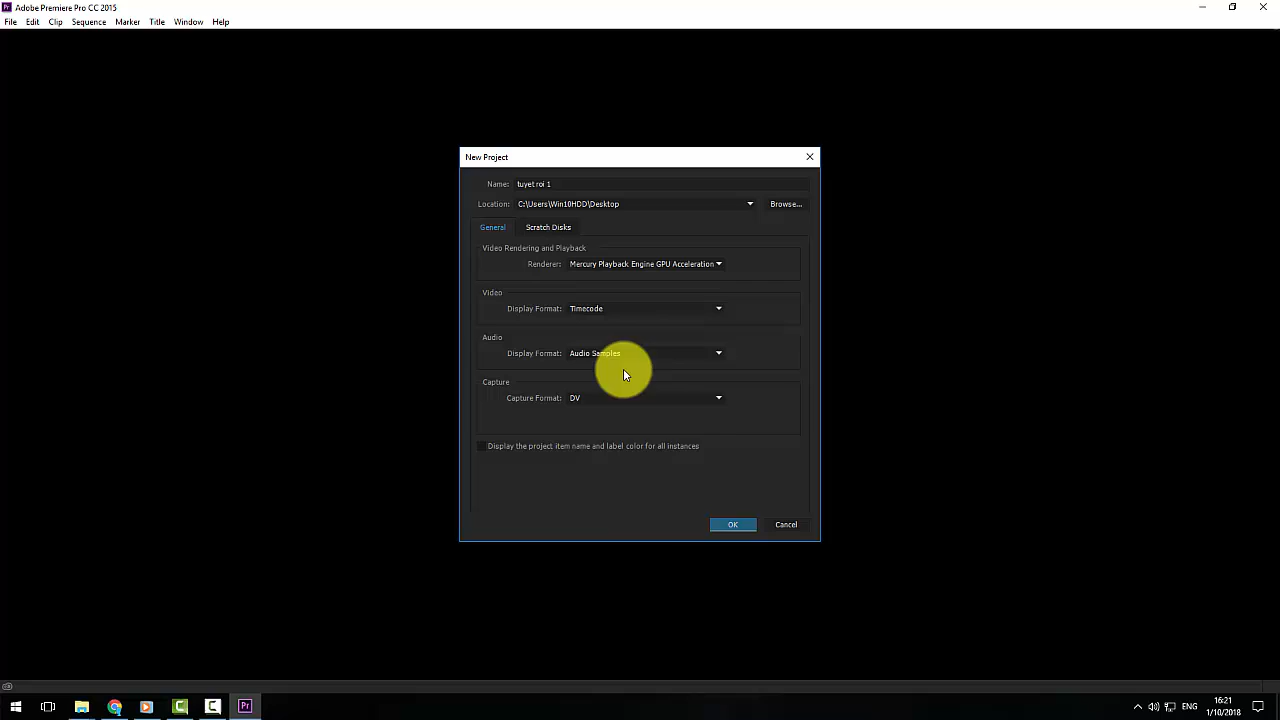 Adobe Premiere Pro CC 2015
File Edit Clip Sequence Marker Title Window Help
New Project
Name: tuyet roi 1
Location: C:\Users\Win10HDD\Desktop Browse...
General Scratch Disks
Video Rendering and Playback
Renderer: Mercury Playback Engine GPU Acceleration
Video
Display Format: Timecode
Audio
Display Format: Audio Samples
Capture
Capture Format: DV
Display the project item name and label color for all instances
OK Cancel
Pr
ENG
16:21
1/10/2018